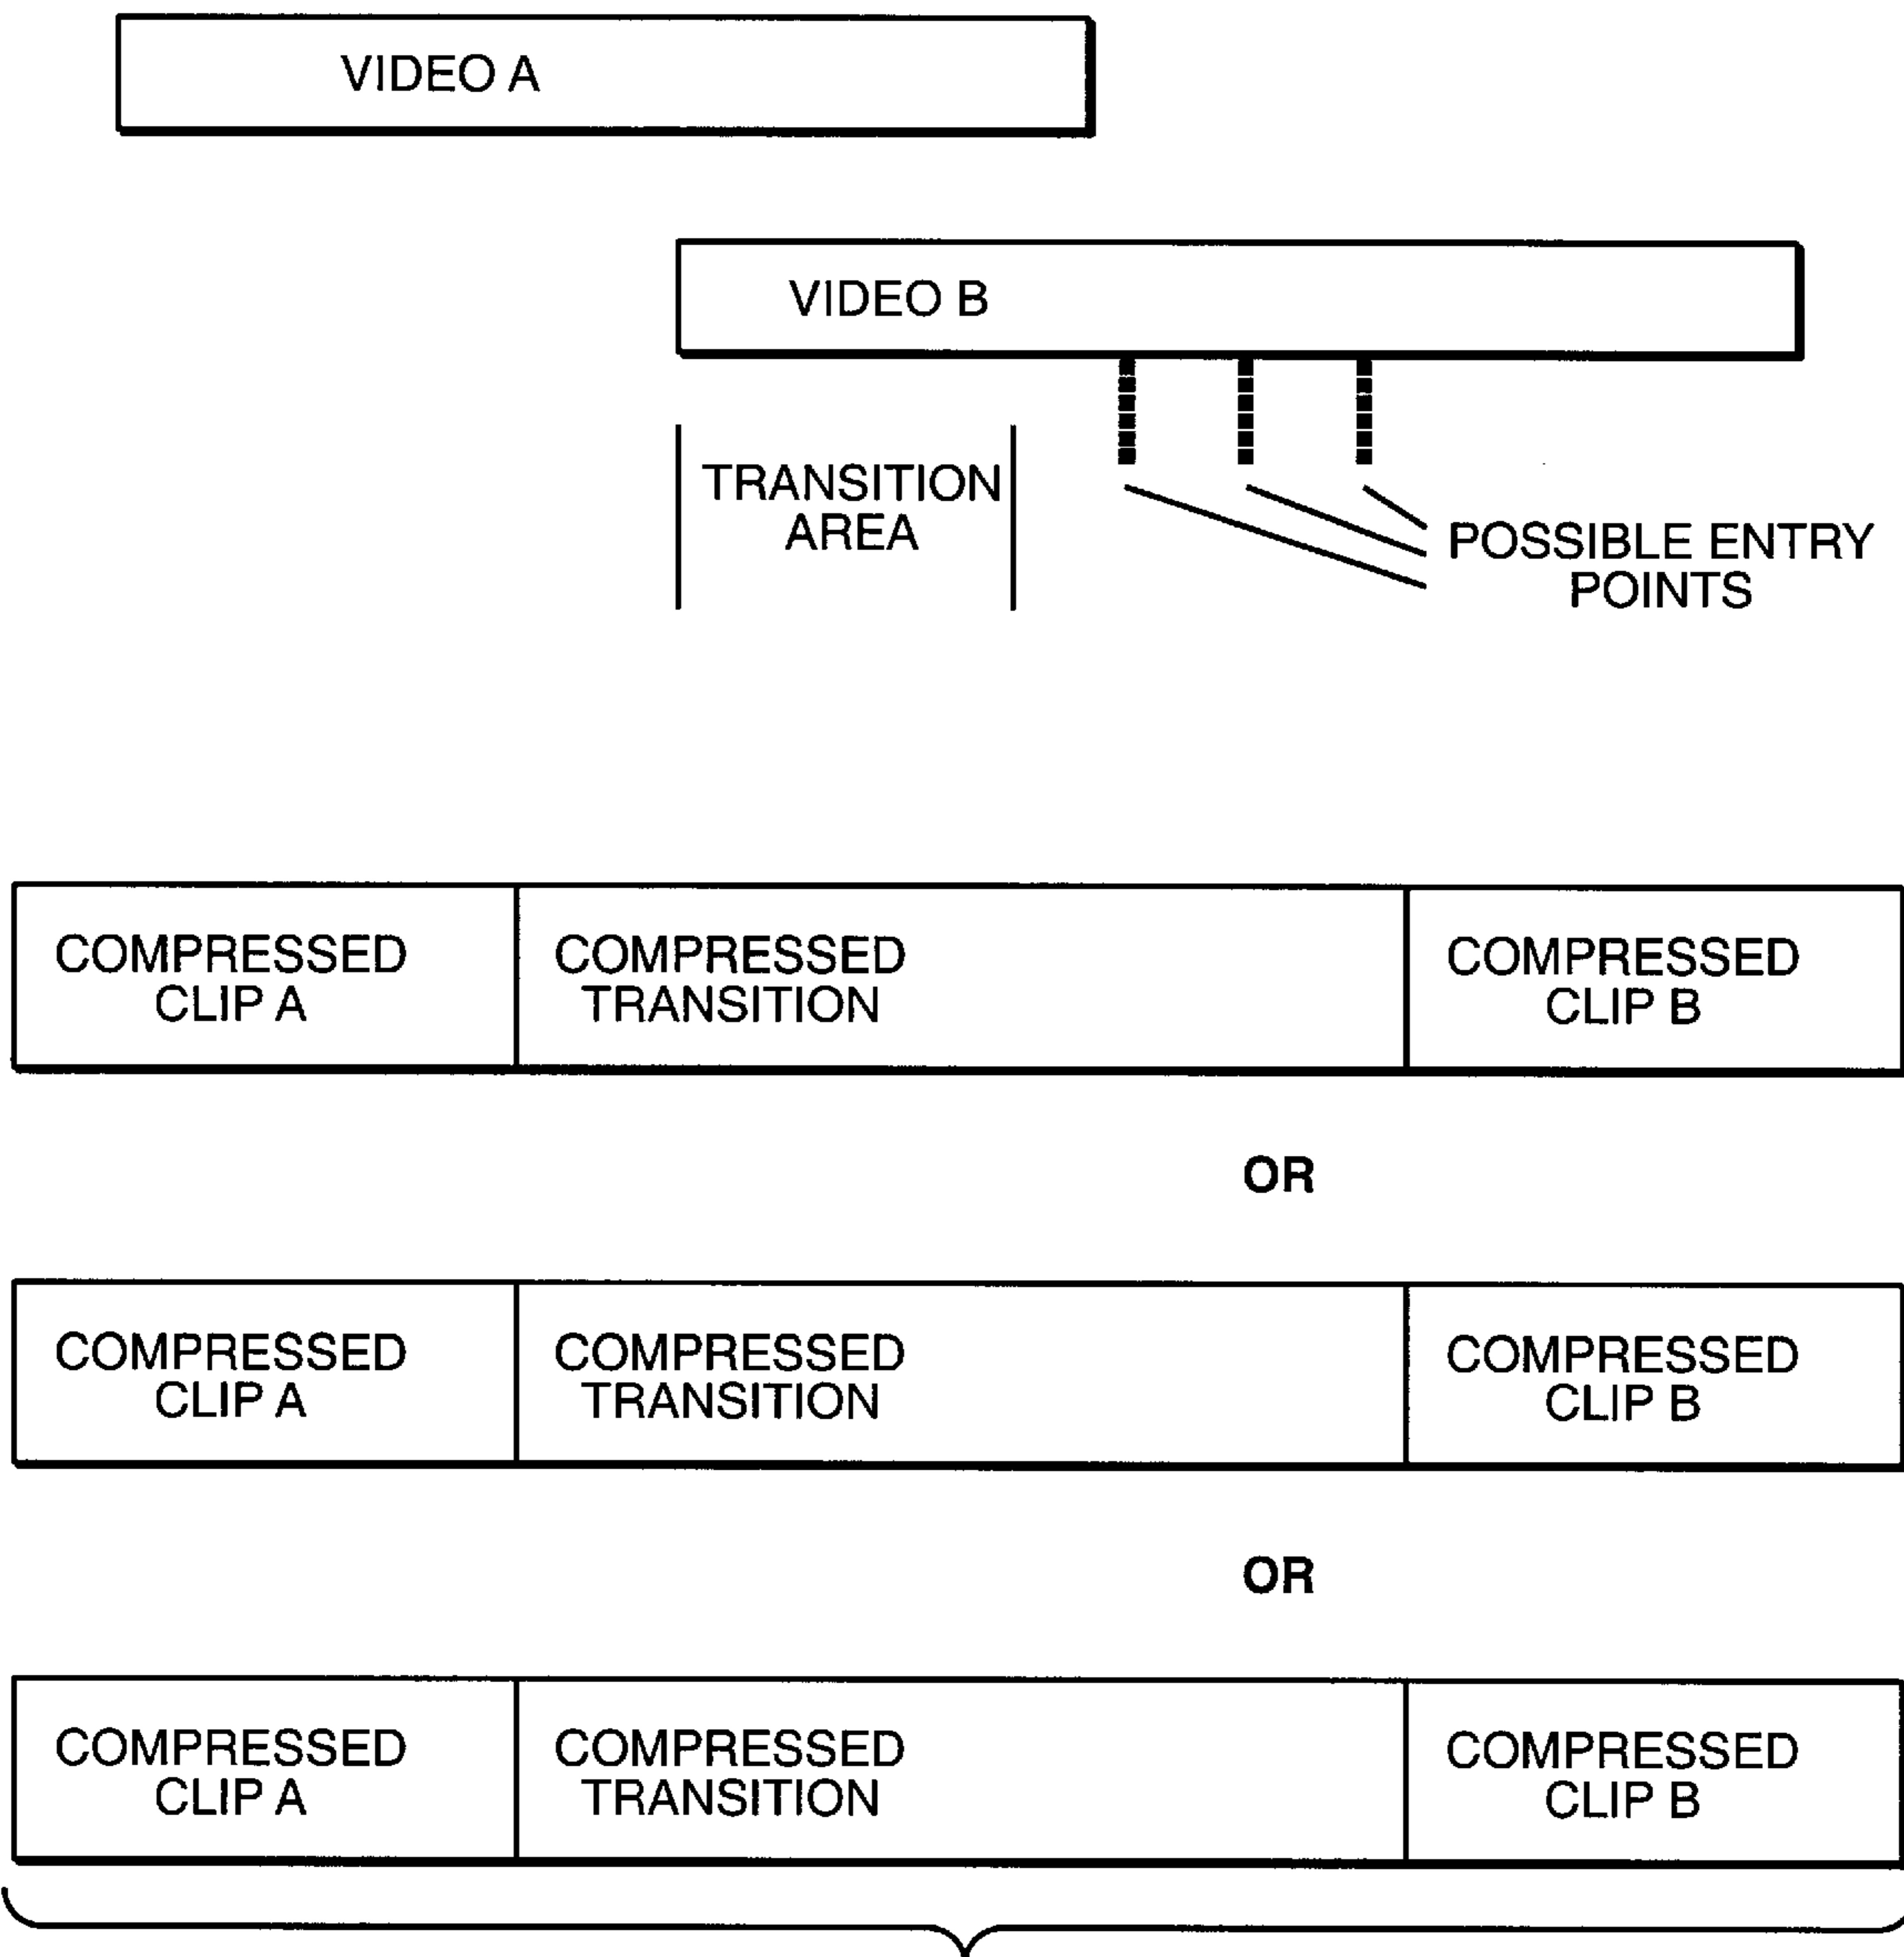 VIDEO A
VIDEO B
TRANSITION
AREA
POSSIBLE ENTRY
POINTS
COMPRESSED
CLIP A
COMPRESSED
TRANSITION
COMPRESSED
CLIP B
OR
COMPRESSED
CLIP A
COMPRESSED
TRANSITION
COMPRESSED
CLIP B
OR
COMPRESSED
CLIP A
COMPRESSED
TRANSITION
COMPRESSED
CLIP B